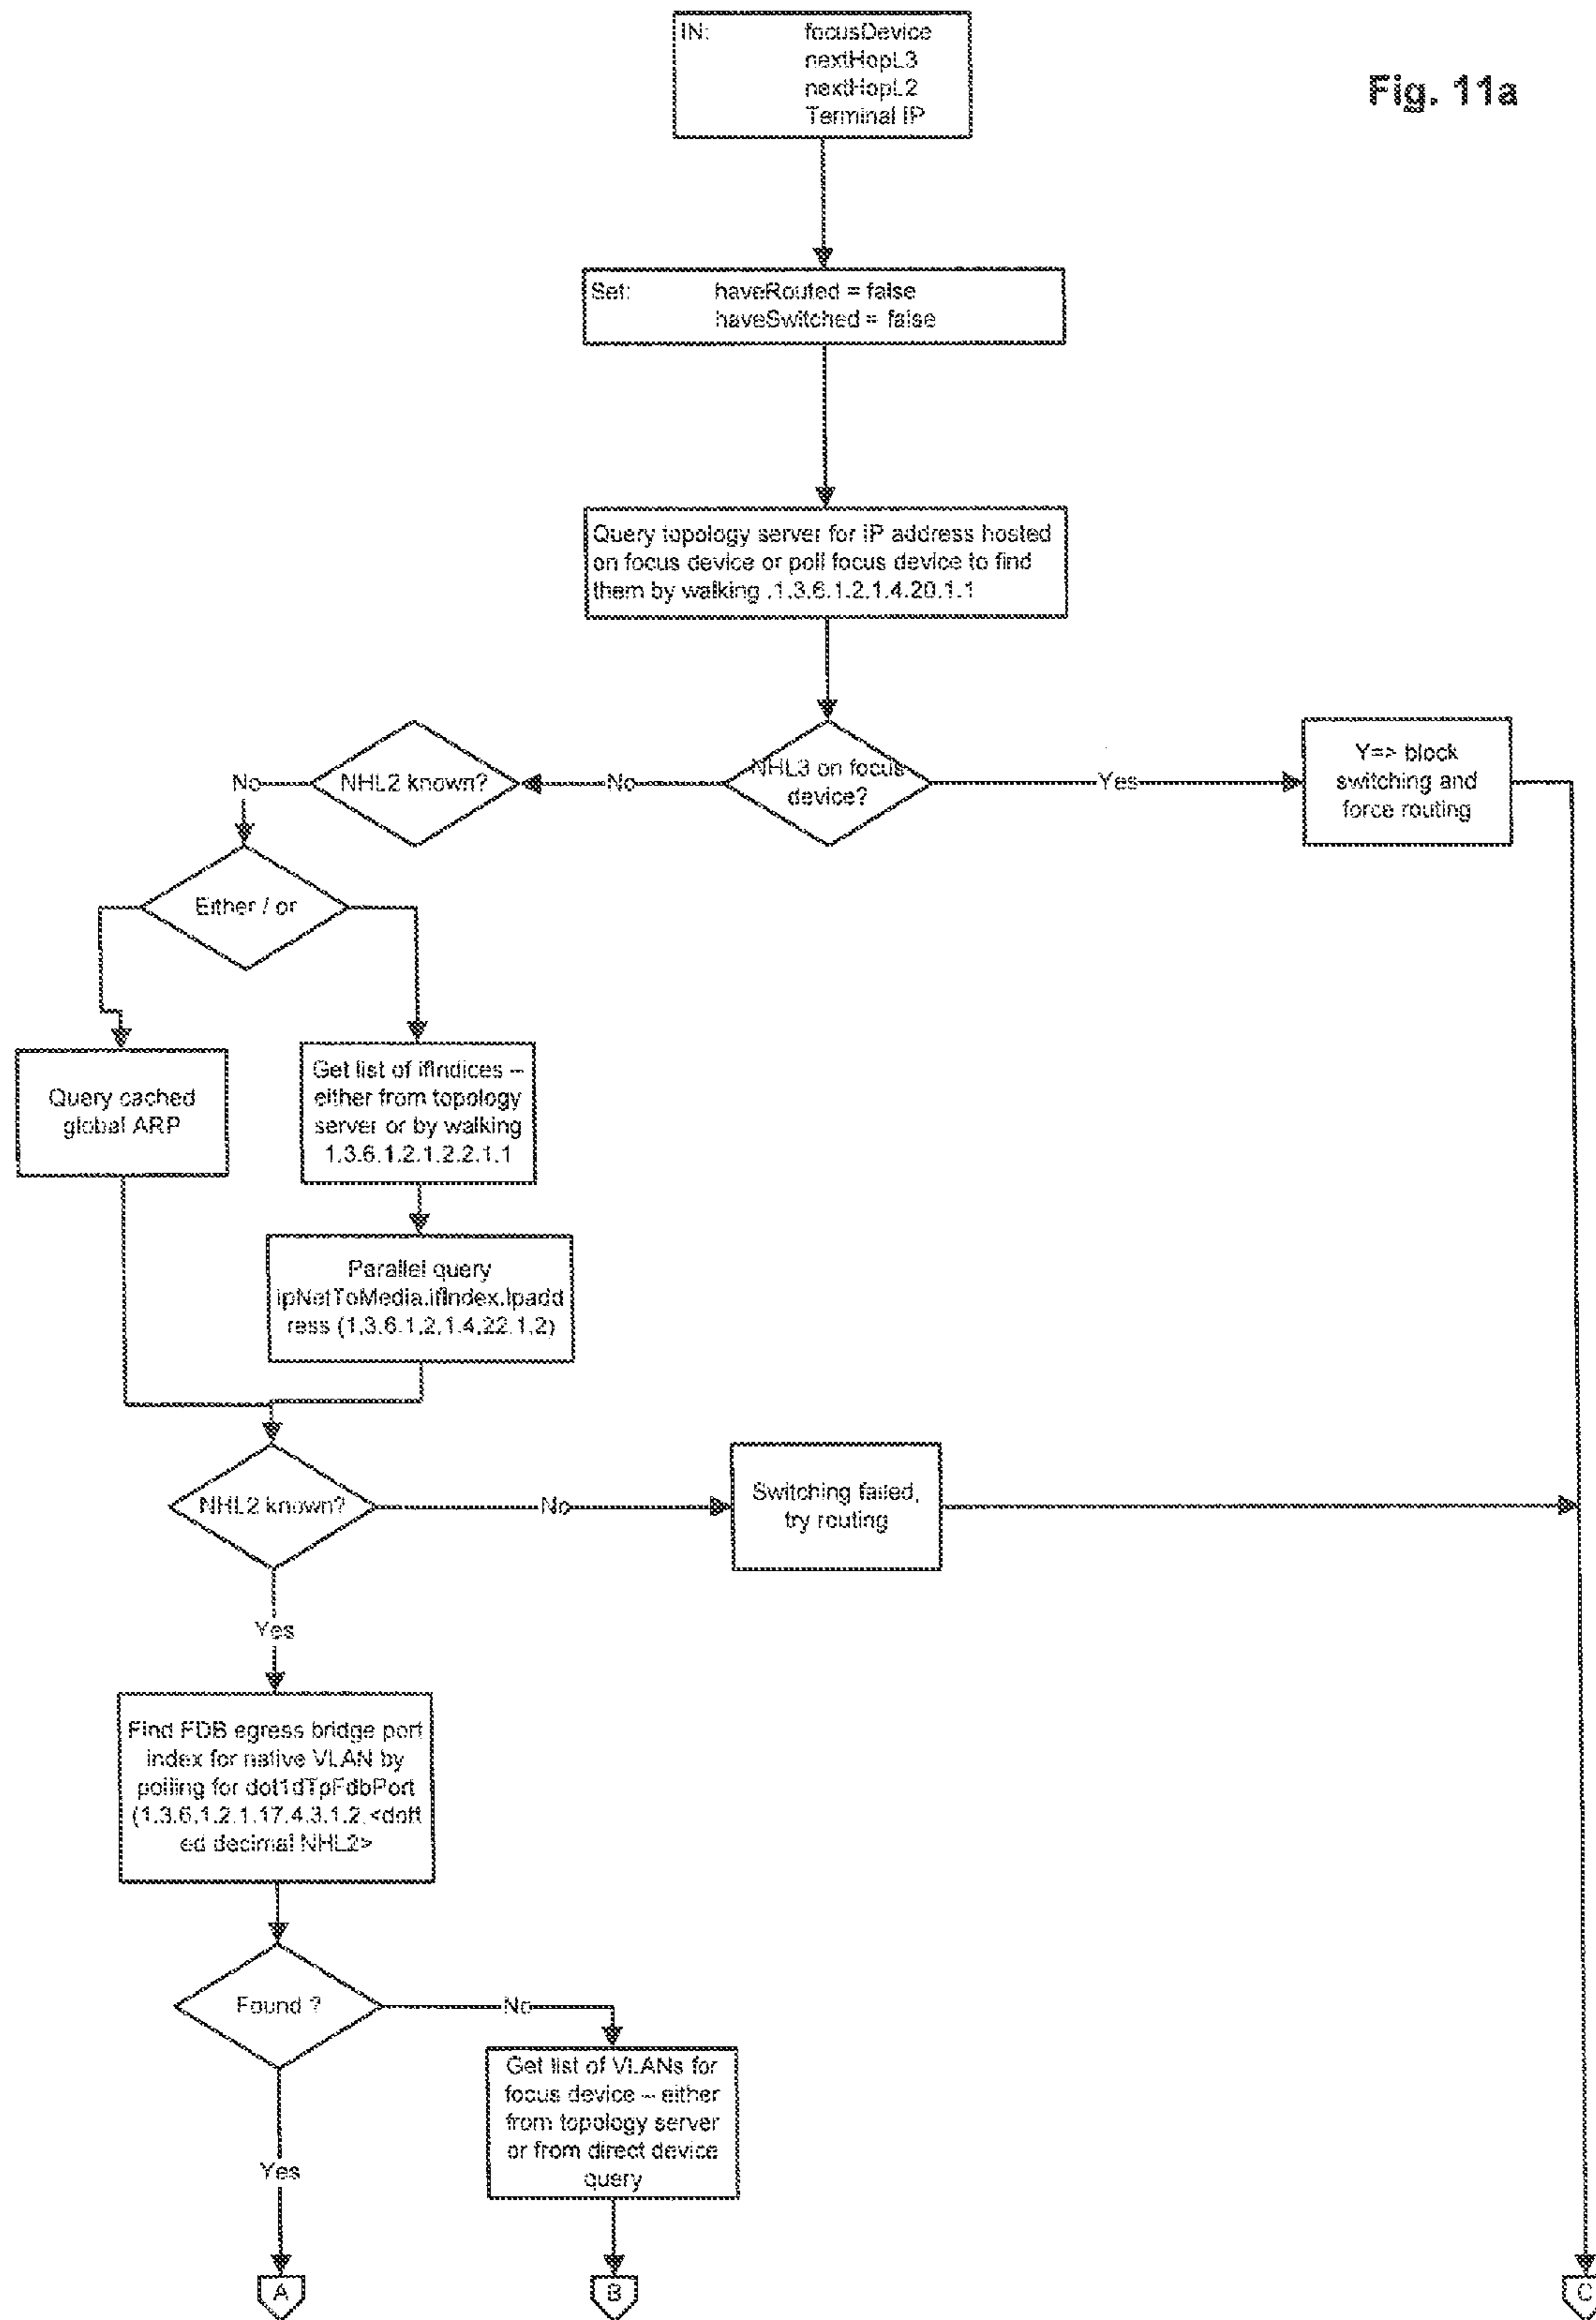 Fig. 11a
IN: focusDevice
nextHopL3
nextHopL2
Terminal IP
Set: haveRouted = false
haveSwitched = false
Query topology server for IP address hosted
on focus device or poll focus device to find
them by walking .1.3.6.1.2.1.4.20.1.1
NHL3 on focus
device?
No
Yes
Y=> block
switching and
force routing
NHL2 known?
No
Either / or
Query cached
global ARP
Get list of ifIndices –
either from topology
server or by walking
1.3.6.1.2.1.2.2.1.1
Parallel query
ipNetToMedia.ifIndex.Ipadd
ress (1.3.6.1.2.1.4.22.1.2)
NHL2 known?
No
Switching failed,
try routing
Yes
Find FDB egress bridge port
index for native VLAN by
polling for dot1dTpFdbPort
(1.3.6.1.2.1.17.4.3.1.2.<dott
ed decimal NHL2>
Found ?
No
Get list of VLANs for
focus device – either
from topology server
or from direct device
query
Yes
A
B
C